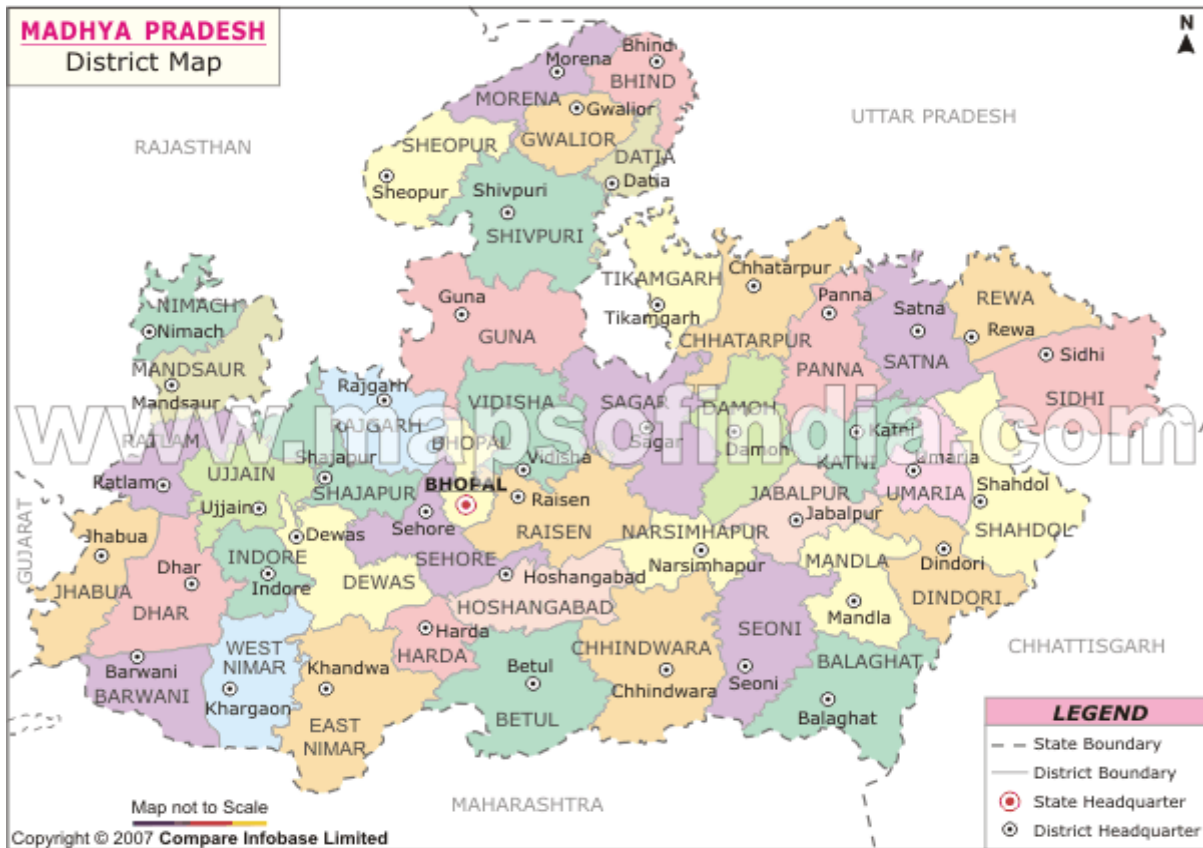 MADHYA PRADESH
District Map
N
RAJASTHAN
UTTAR PRADESH
GUJARAT
CHHATTISGARH
MAHARASHTRA
Morena
MORENA
Bhind
BHIND
Gwalior
GWALIOR
SHEOPUR
Sheopur
DATIA
Datia
Shivpuri
SHIVPURI
TIKAMGARH
Tikamgarh
Chhatarpur
CHHATARPUR
Panna
PANNA
Satna
SATNA
REWA
Rewa
Sidhi
SIDHI
NIMACH
Nimach
MANDSAUR
Mandsaur
Guna
GUNA
Rajgarh
RAJGARH
VIDISHA
Vidisha
SAGAR
Sagar
DAMOH
Damoh
Katni
KATNI
Umaria
UMARIA
www.mapsofindia.com
RATLAM
Ratlam
UJJAIN
Ujjain
Shajapur
SHAJAPUR
BHOPAL
BHOPAL
Raisen
RAISEN
Sehore
SEHORE
NARSIMHAPUR
Narsimhapur
JABALPUR
Jabalpur
Shahdol
SHAHDOL
Jhabua
JHABUA
Dhar
DHAR
INDORE
Indore
Dewas
DEWAS
Hoshangabad
HOSHANGABAD
MANDLA
Mandla
Dindori
DINDORI
Barwani
BARWANI
WEST
NIMAR
Khargaon
Khandwa
EAST
NIMAR
Harda
HARDA
Betul
BETUL
CHHINDWARA
Chhindwara
SEONI
Seoni
BALAGHAT
Balaghat
LEGEND
State Boundary
District Boundary
State Headquarter
District Headquarter
Map not to Scale
Copyright © 2007 Compare Infobase Limited